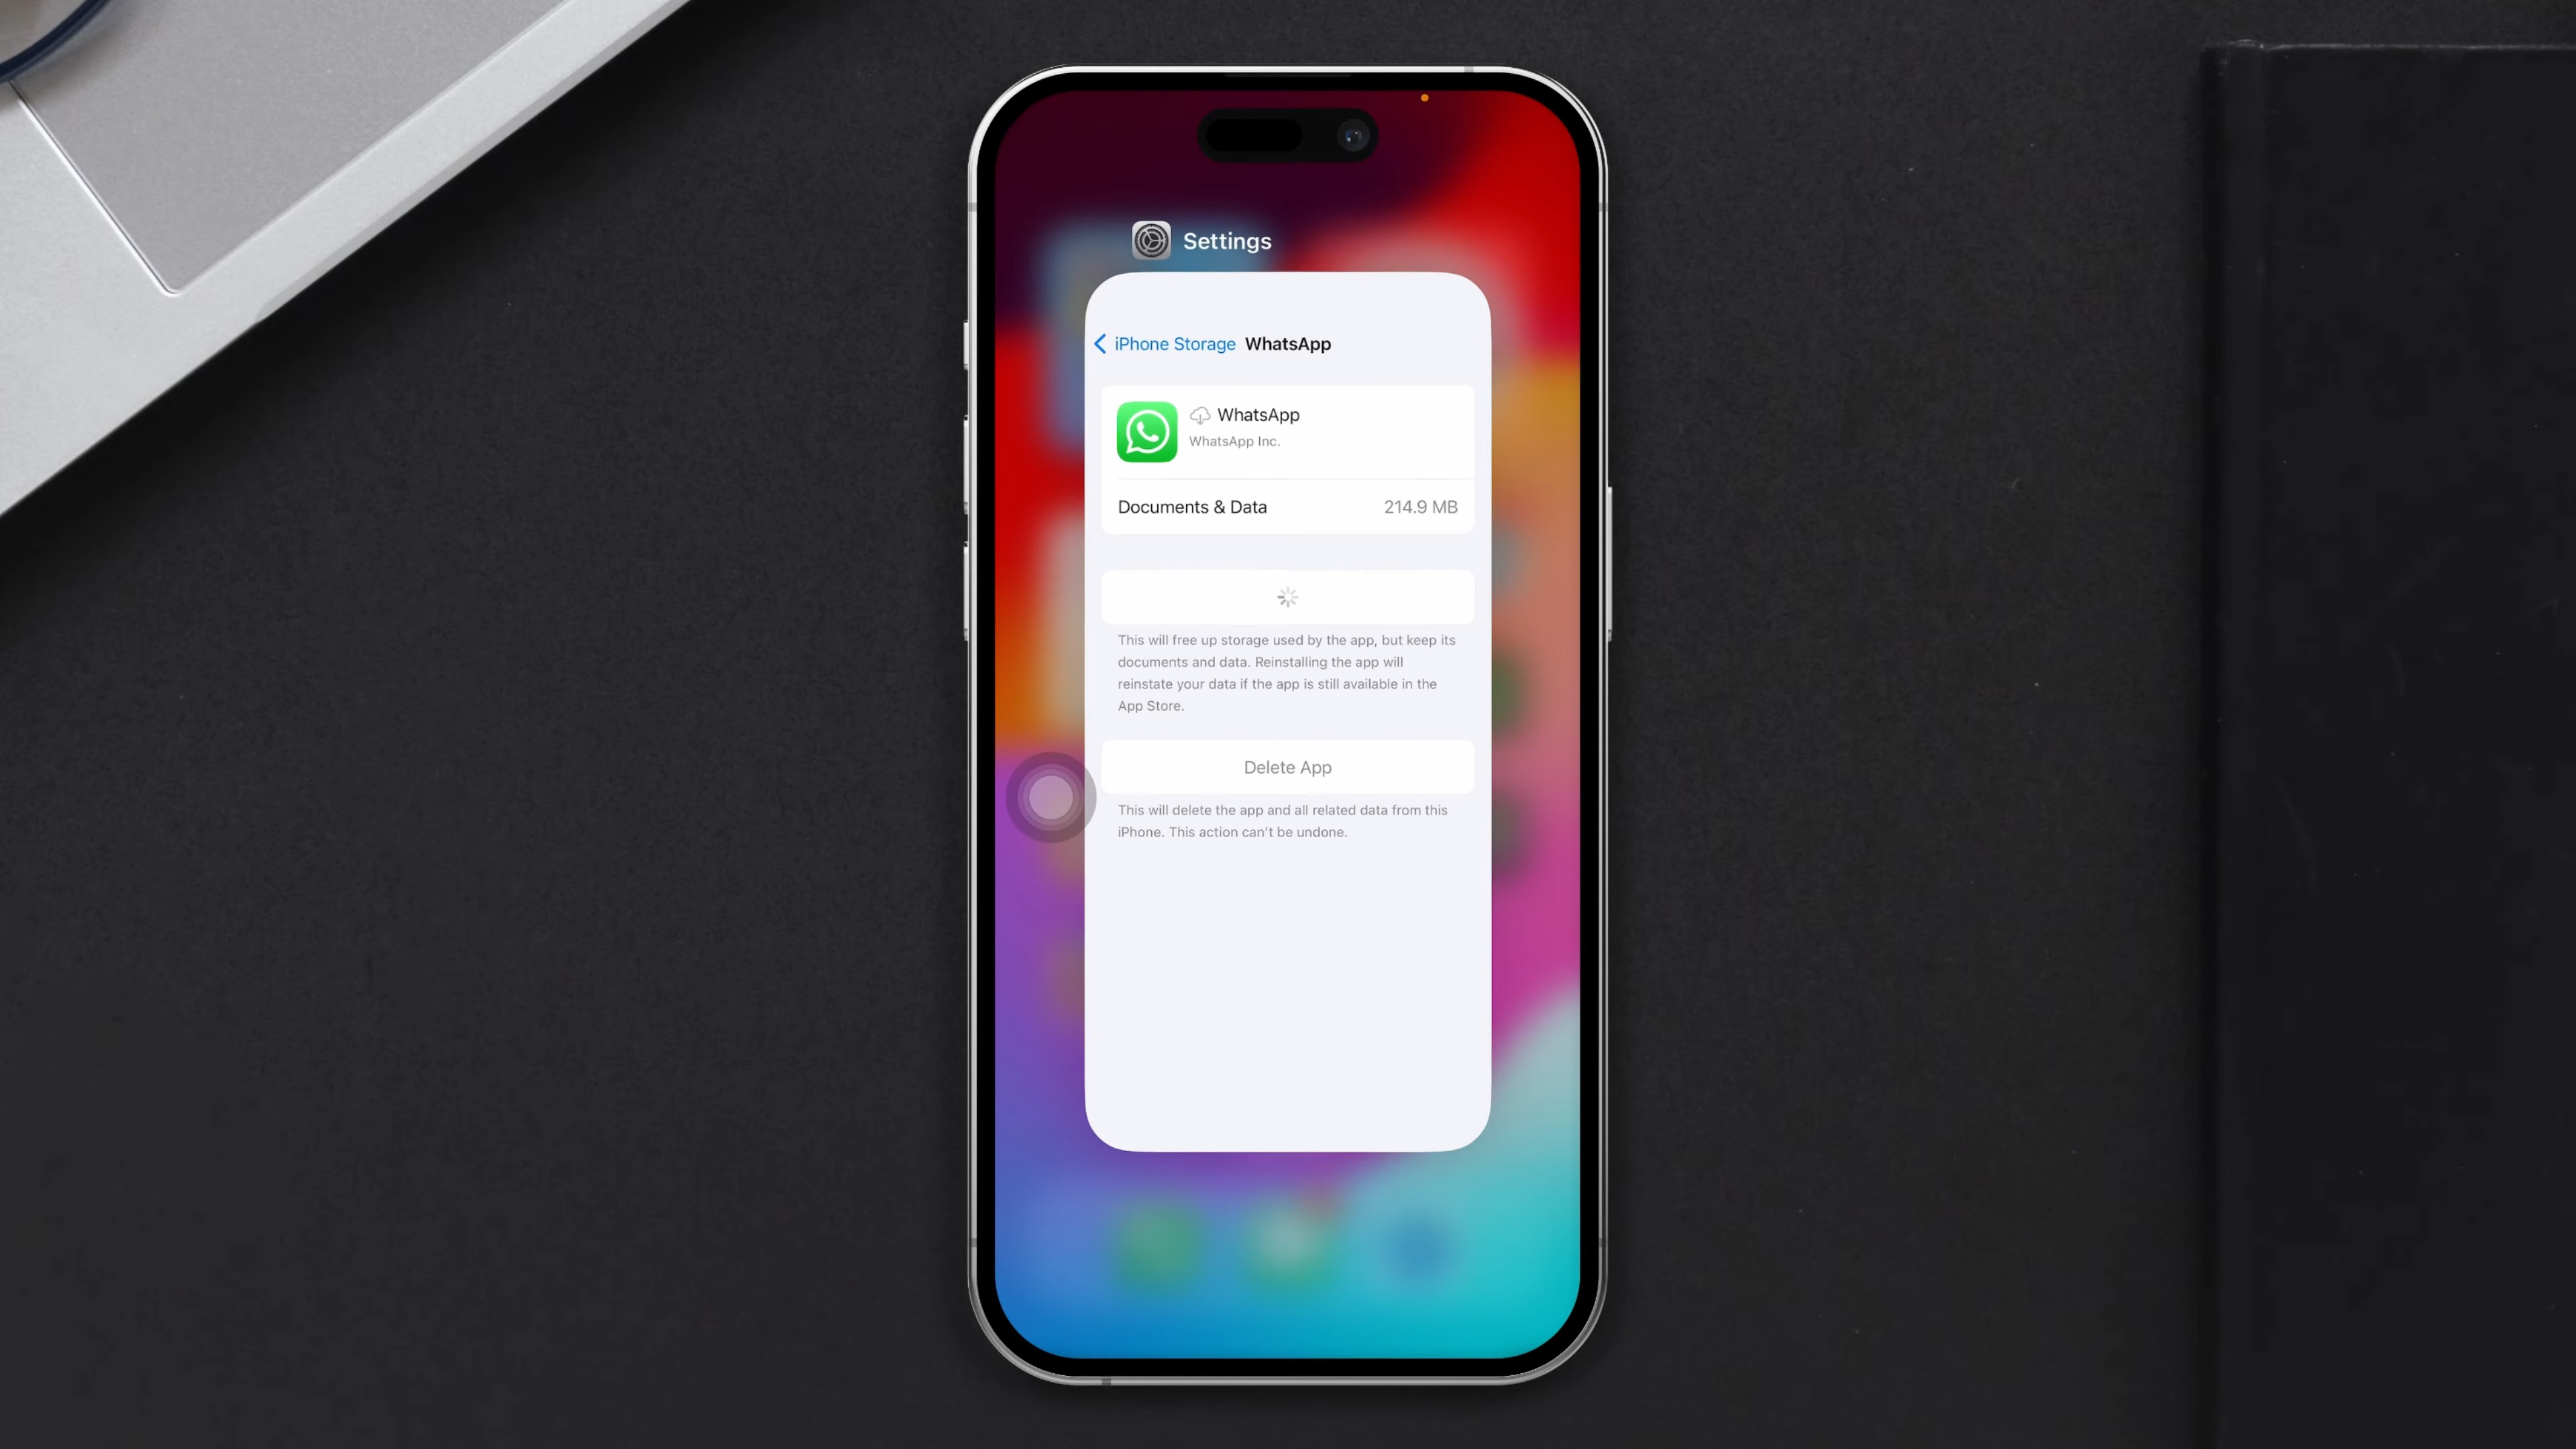 Settings
iPhone Storage WhatsApp
WhatsApp
WhatsApp Inc.
Documents & Data 214.9 MB
This will free up storage used by the app, but keep its
documents and data. Reinstalling the app will
reinstate your data if the app is still available in the
App Store.
Delete App
This will delete the app and all related data from this
iPhone. This action can't be undone.